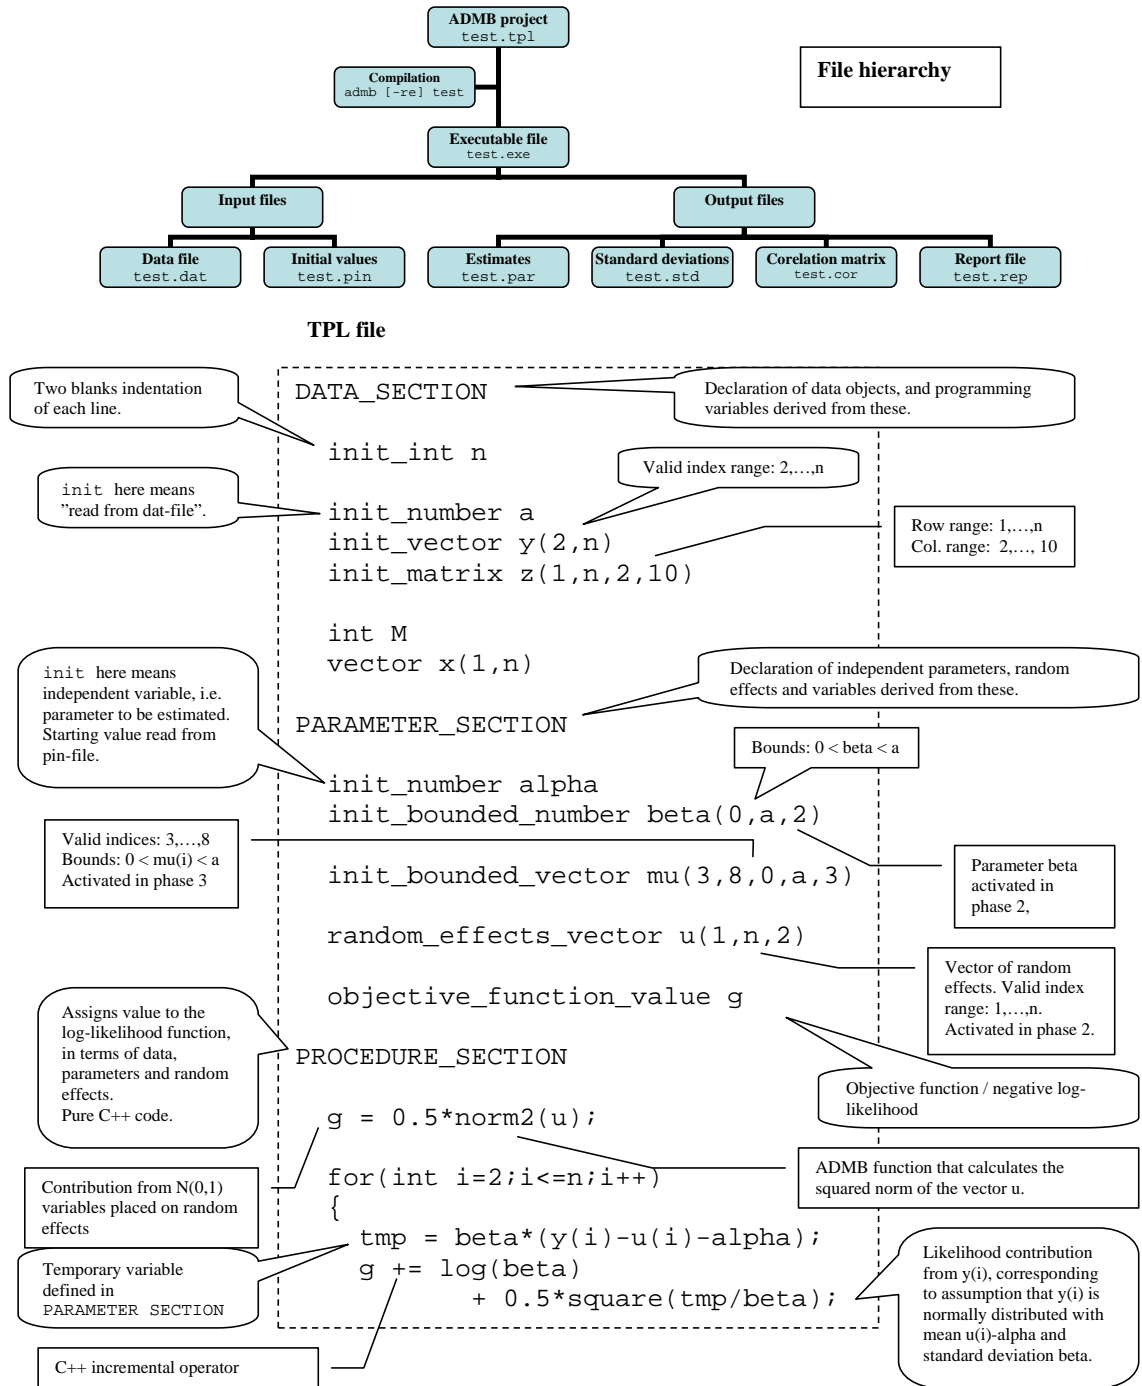 ADMB project
test.tpl
File hierarchy
Compilation
admb [-re] test
Executable file
test.exe
Input files
Output files
Data file
test.dat
Initial values
test.pin
Estimates
test.par
Standard deviations
test.std
Corelation matrix
test.cor
Report file
test.rep
TPL file
Two blanks indentation
of each line.
DATA_SECTION
Declaration of data objects, and programming
variables derived from these.
init_int n
Valid index range: 2,…,n
init here means
”read from dat-file”.
init_number a
init_vector y(2,n)
init_matrix z(1,n,2,10)
Row range: 1,…,n
Col. range: 2,…, 10
int M
vector x(1,n)
init here means
independent variable, i.e.
parameter to be estimated.
Starting value read from
pin-file.
Declaration of independent parameters, random
effects and variables derived from these.
PARAMETER_SECTION
Bounds: 0 < beta < a
init_number alpha
init_bounded_number beta(0,a,2)
Valid indices: 3,…,8
Bounds: 0 < mu(i) < a
Activated in phase 3
Parameter beta
activated in
phase 2,
init_bounded_vector mu(3,8,0,a,3)
random_effects_vector u(1,n,2)
Vector of random
effects. Valid index
range: 1,…,n.
Activated in phase 2.
objective_function_value g
Assigns value to the
log-likelihood function,
in terms of data,
parameters and random
effects.
Pure C++ code.
PROCEDURE_SECTION
Objective function / negative log-
likelihood
g = 0.5*norm2(u);
ADMB function that calculates the
squared norm of the vector u.
Contribution from N(0,1)
variables placed on random
effects
for(int i=2;i<=n;i++)
{
tmp = beta*(y(i)-u(i)-alpha);
g += log(beta)
+ 0.5*square(tmp/beta);
Temporary variable
defined in
PARAMETER SECTION
Likelihood contribution
from y(i), corresponding
to assumption that y(i) is
normally distributed with
mean u(i)-alpha and
standard deviation beta.
C++ incremental operator